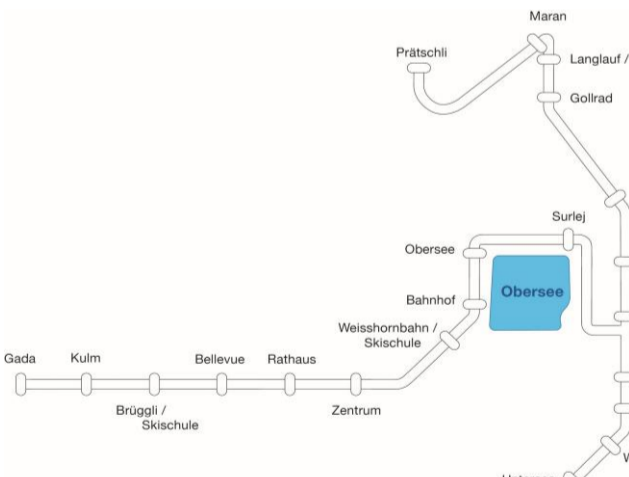 Maran
Prätschli
Langlauf /
Gollrad
Surlej
Obersee
Obersee
Bahnhof
Weisshornbahn /
Skischule
Gada
Kulm
Bellevue
Rathaus
Brüggli /
Skischule
Zentrum
W